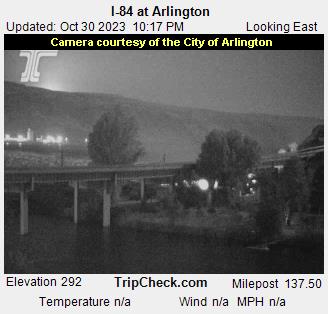 I-84 at Arlington
Updated: Oct 30 2023 10:17 PM Looking East
Camera courtesy of the City of Arlington
Elevation 292 TripCheck.com Milepost 137.50
Temperature n/a Wind n/a MPH n/a